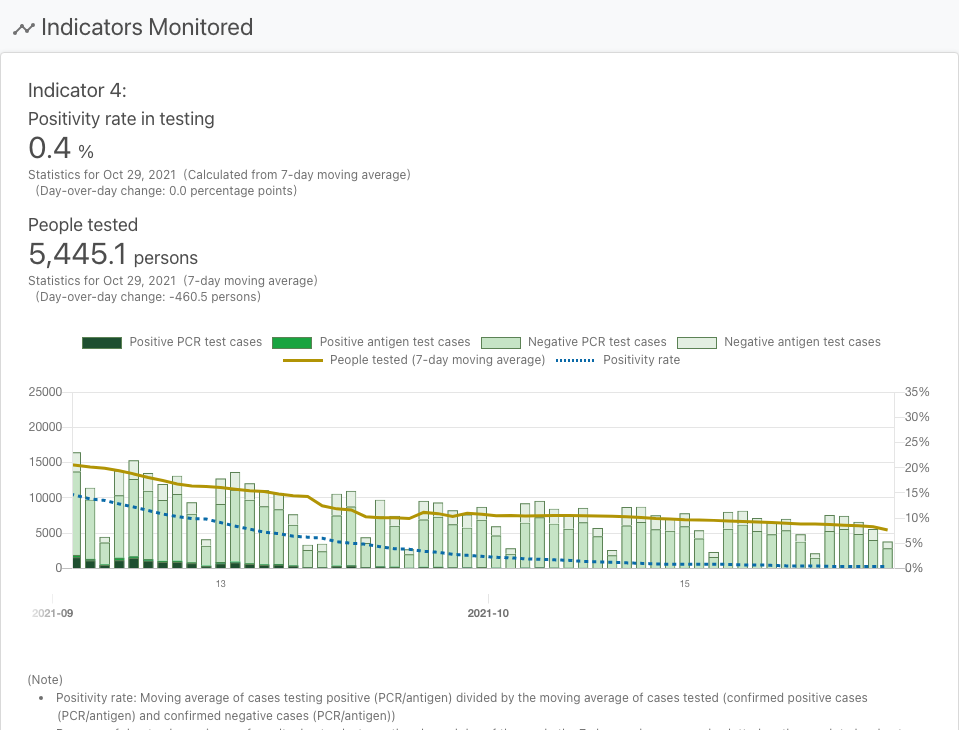 Indicators Monitored
Indicator 4:
Positivity rate in testing
0.4 %
Statistics for Oct 29, 2021 (Calculated from 7-day moving average)
(Day-over-day change: 0.0 percentage points)
People tested
5,445.1 persons
Statistics for Oct 29, 2021 (7-day moving average)
(Day-over-day change: -460.5 persons)
Positive PCR test cases Positive antigen test cases Negative PCR test cases Negative antigen test cases
People tested (7-day moving average) Positivity rate
25000 35%
30%
20000
25%
15000 20%
15%
10000
10%
5000 5%
0 0%
13 15
2021-09 2021-10
(Note)
• Positivity rate: Moving average of cases testing positive (PCR/antigen) divided by the moving average of cases tested (confirmed positive cases
(PCR/antigen) and confirmed negative cases (PCR/antigen))